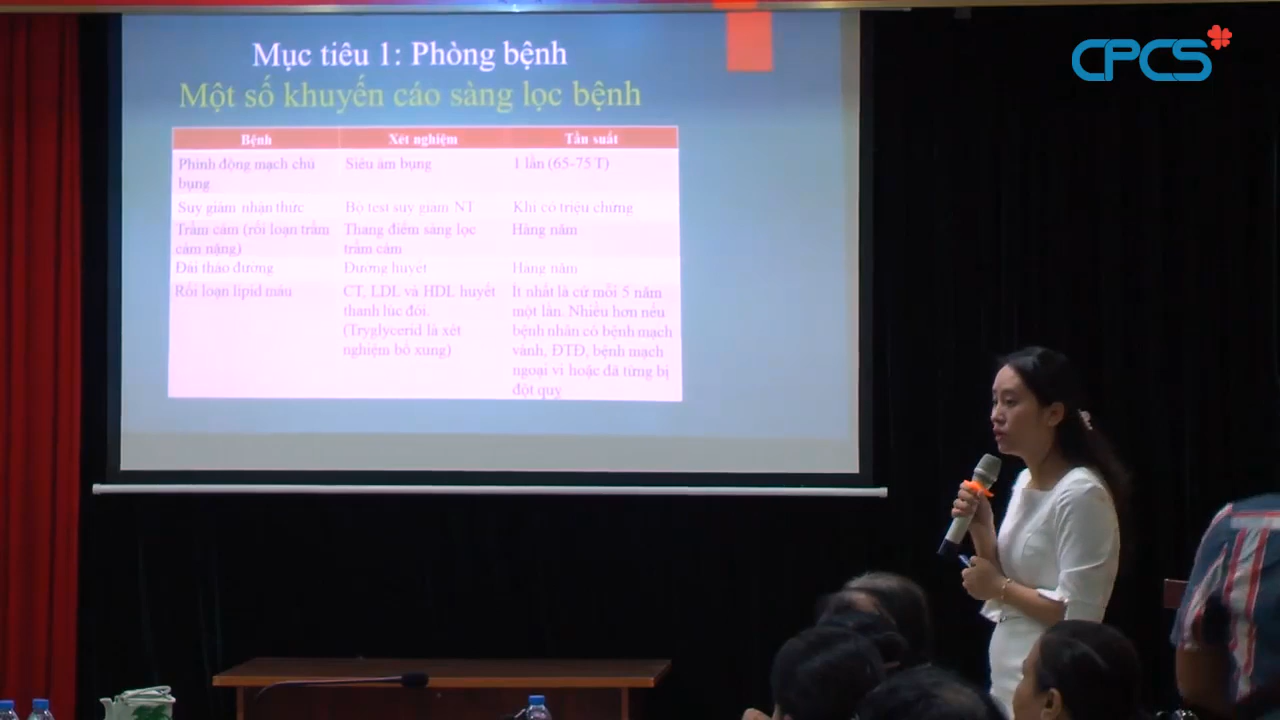 CPCS
Mục tiêu 1: Phòng bệnh
Một số khuyến cáo sàng lọc bệnh
Bệnh Xét nghiệm Tần suất
Phình động mạch chủ bụng Siêu âm bụng 1 lần (65-75 T)
Suy giảm nhận thức Bộ test suy giảm NT Khi có triệu chứng
Trầm cảm (rối loạn trầm Thang điểm sàng lọc Hàng năm
cảm nặng) trầm cảm
Đái tháo đường Đường huyết Hàng năm
Rối loạn lipid máu CT, LDL và HDL huyết Ít nhất là cứ mỗi 5 năm
thanh lúc đói. một lần. Nhiều hơn nếu
(Tryglycerid là xét bệnh nhân có bệnh mạch
nghiệm bổ xung) vành, ĐTĐ, bệnh mạch
ngoại vi hoặc đã từng bị
đột quỵ